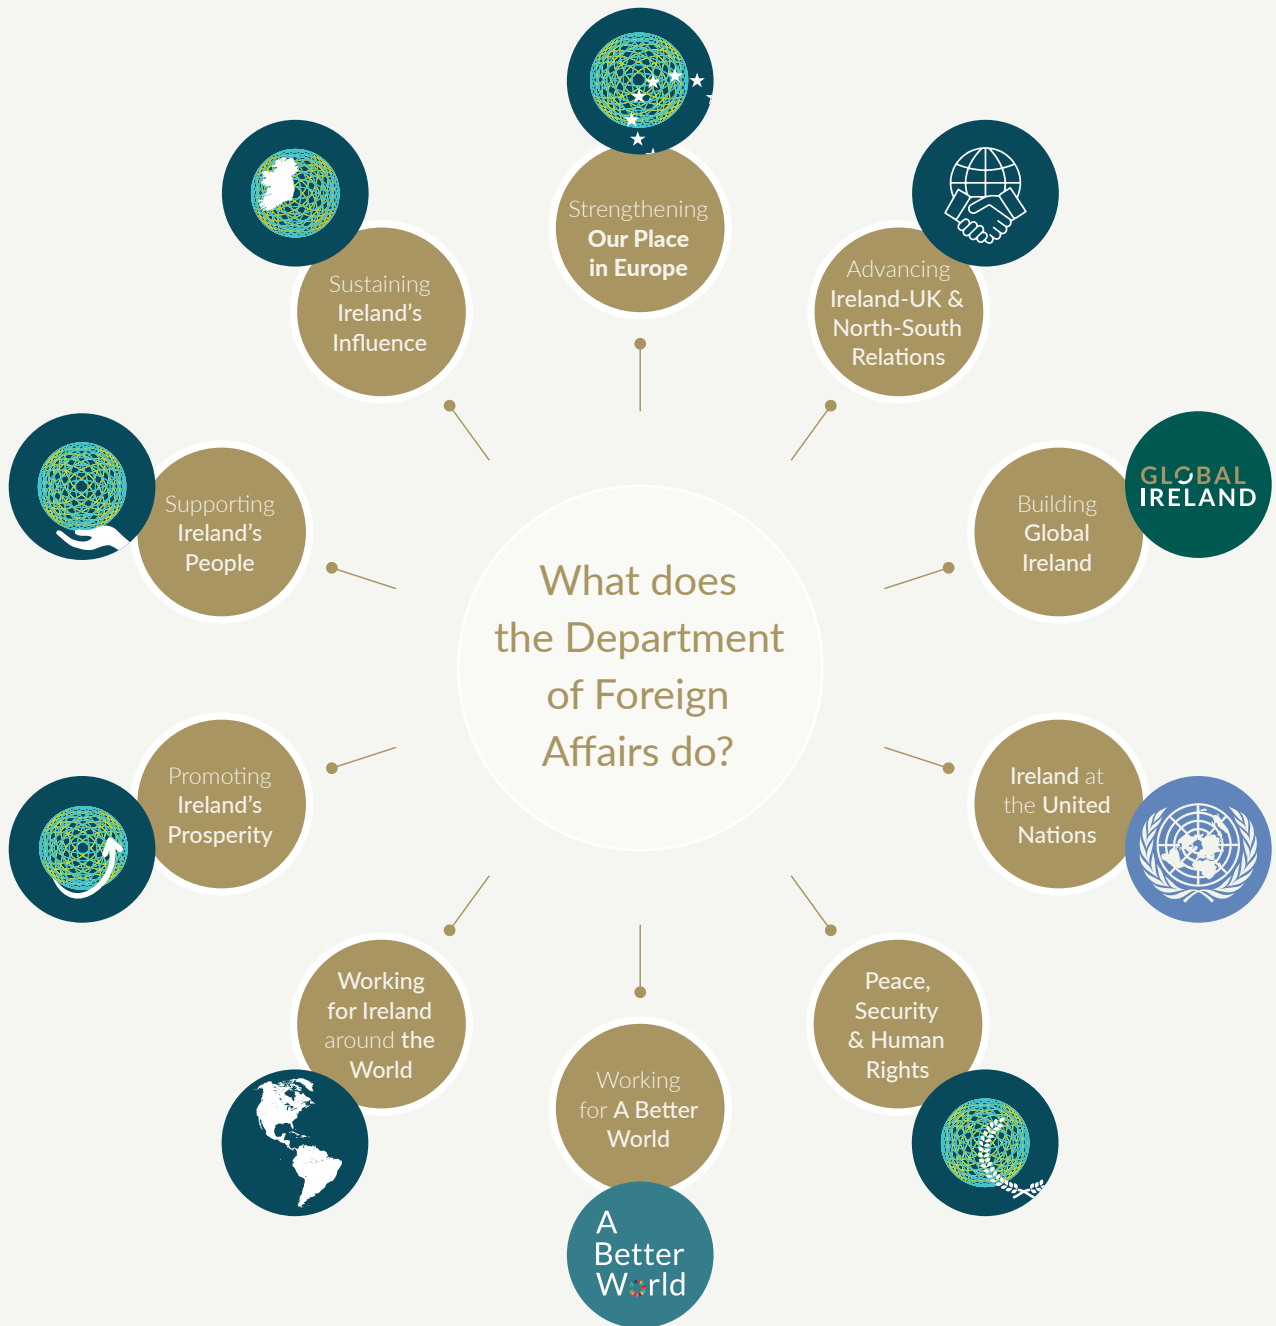 What does
the Department
of Foreign
Affairs do?
Strengthening
Our Place
in Europe
Advancing
Ireland-UK &
North-South
Relations
Building
Global
Ireland
GLOBAL
IRELAND
Ireland at
the United
Nations
Peace,
Security
& Human
Rights
Working
for A Better
World
A
Better
World
Working
for Ireland
around the
World
Promoting
Ireland's
Prosperity
Supporting
Ireland's
People
Sustaining
Ireland's
Influence